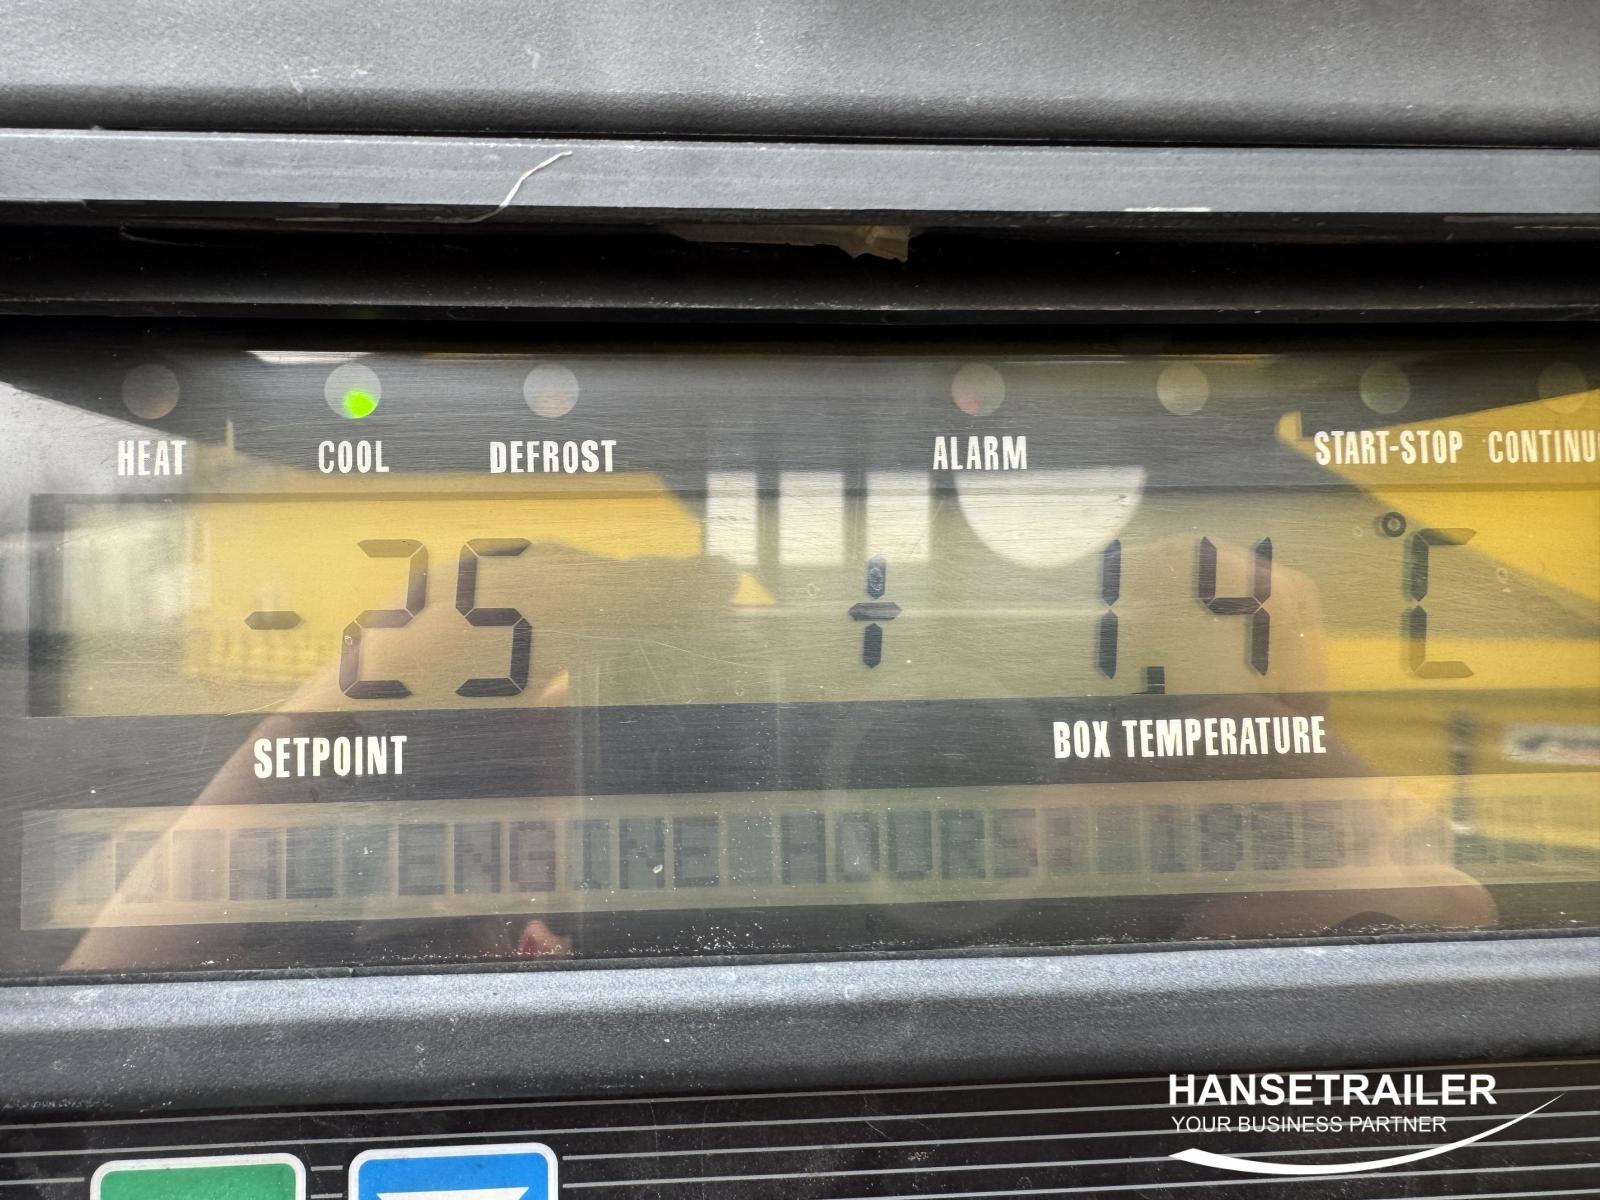 HEAT COOL DEFROST ALARM START-STOP
-25 +1.4 °C
SETPOINT BOX TEMPERATURE
TOTAL ENGINE HOURS:
HANSETRAILER
YOUR BUSINESS PARTNER